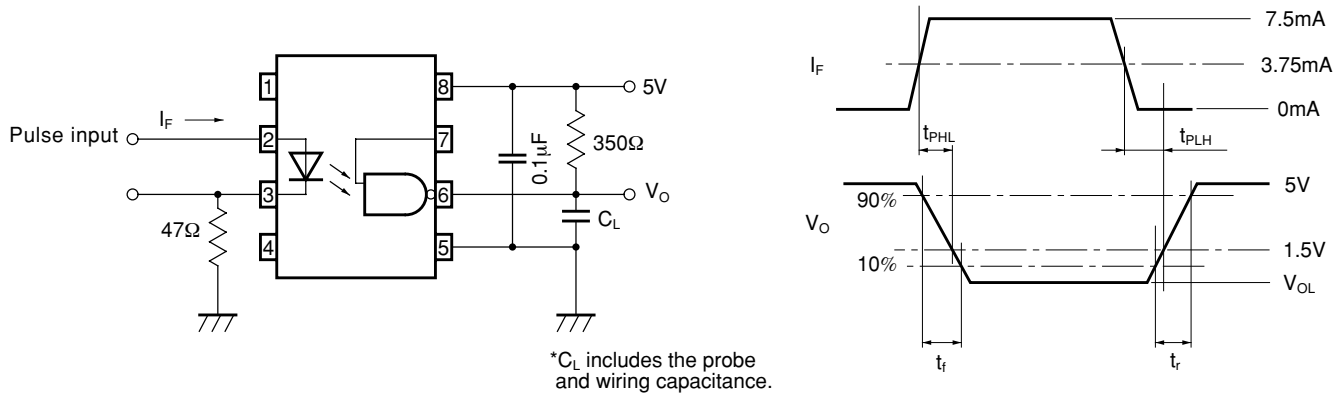 Pulse input
I_F
1
2
3
4
8
7
6
5
47Ω
0.1μF
350Ω
5V
V_O
C_L
*C_L includes the probe
and wiring capacitance.
I_F
7.5mA
3.75mA
0mA
t_PHL
t_PLH
V_O
90%
10%
5V
1.5V
V_OL
t_f
t_r